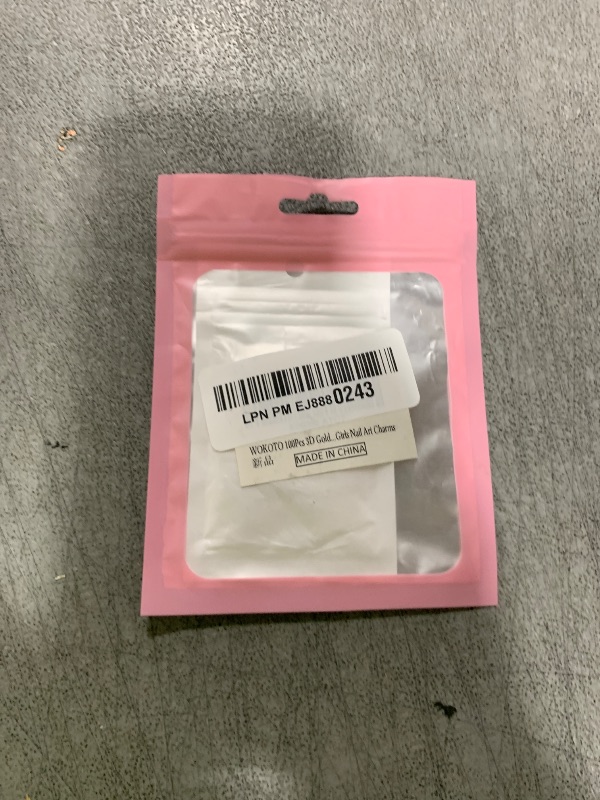 LPN PM EJ8880243
WOKOTO 100Pcs 3D Gold...Girls Nail Art Charms
新品
MADE IN CHINA